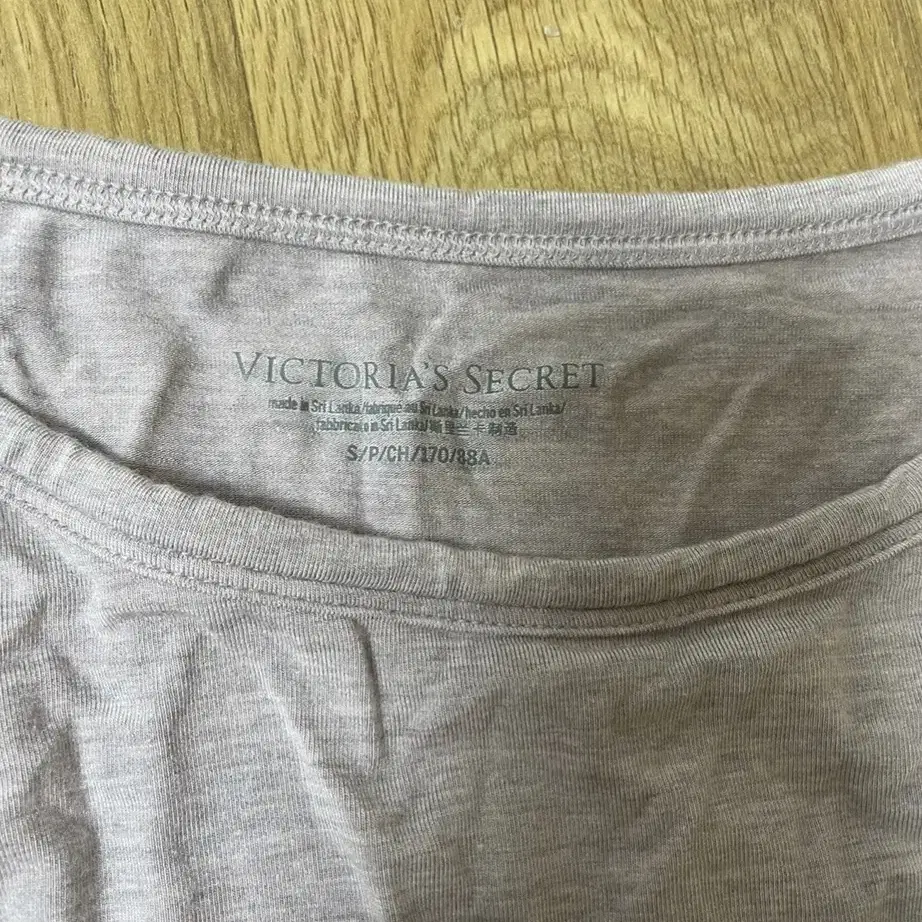 VICTORIA'S SECRET
made in Sri Lanka/fabriqué au Sri Lanka/hecho en Sri Lanka/
fabbricato in Sri Lanka/斯里兰卡制造
S/P/CH/170/88A